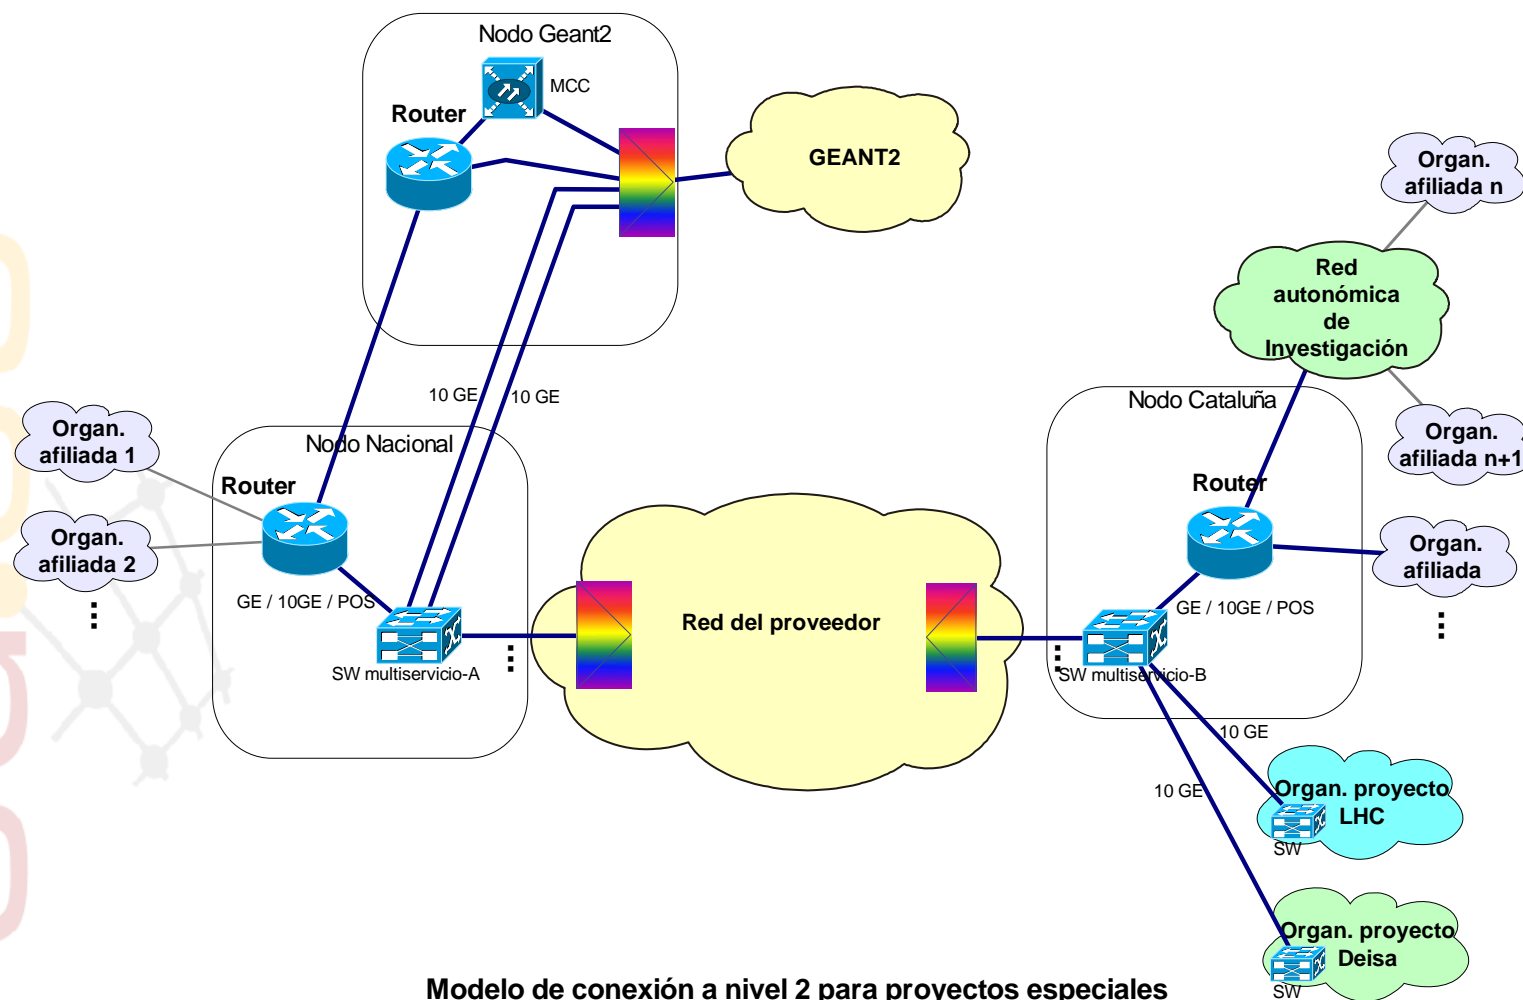 Nodo Geant2
MCC
Router
GEANT2
Organ.
afiliada n
Red
autonómica
de
Investigación
10 GE
10 GE
Nodo Cataluña
Organ.
afiliada 1
Nodo Nacional
Organ.
afiliada n+1
Router
Router
Organ.
afiliada 2
Organ.
afiliada
GE / 10GE / POS
GE / 10GE / POS
Red del proveedor
SW multiservicio-A
SW multiservicio-B
10 GE
10 GE
Organ. proyecto
LHC
SW
Organ. proyecto
Deisa
SW
Modelo de conexión a nivel 2 para proyectos especiales